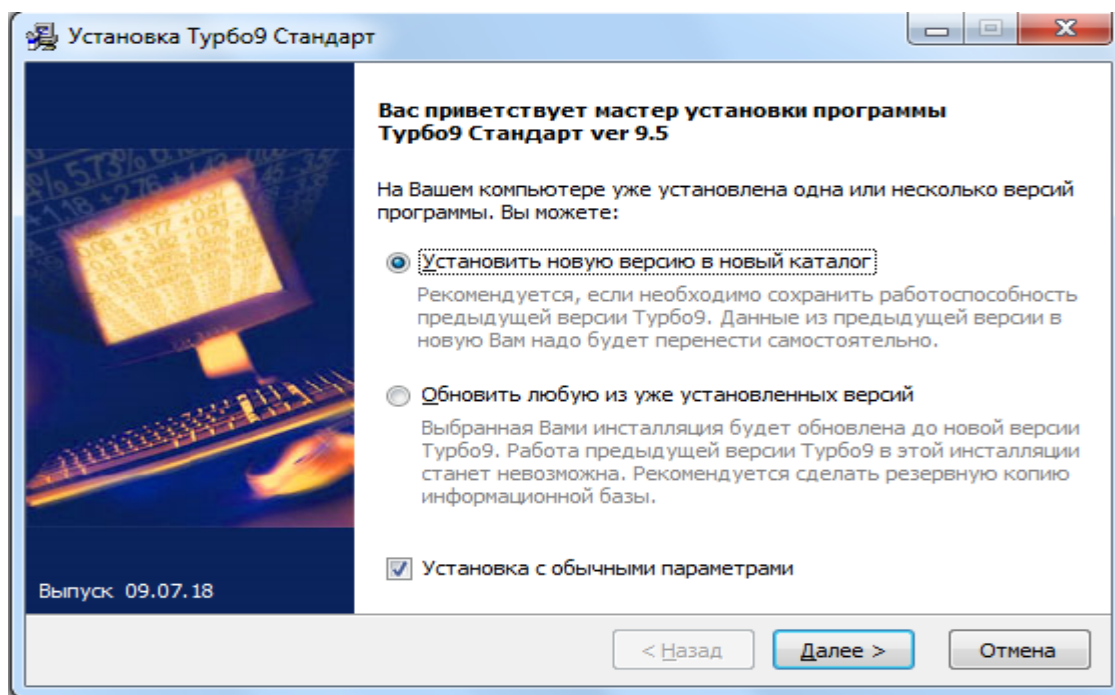 Установка Турбо9 Стандарт
Вас приветствует мастер установки программы
Турбо9 Стандарт ver 9.5
На Вашем компьютере уже установлена одна или несколько версий
программы. Вы можете:
Установить новую версию в новый каталог
Рекомендуется, если необходимо сохранить работоспособность
предыдущей версии Турбо9. Данные из предыдущей версии в
новую Вам надо будет перенести самостоятельно.
Обновить любую из уже установленных версий
Выбранная Вами инсталляция будет обновлена до новой версии
Турбо9. Работа предыдущей версии Турбо9 в этой инсталляции
станет невозможна. Рекомендуется сделать резервную копию
информационной базы.
Установка с обычными параметрами
Выпуск 09.07.18
< Назад Далее > Отмена